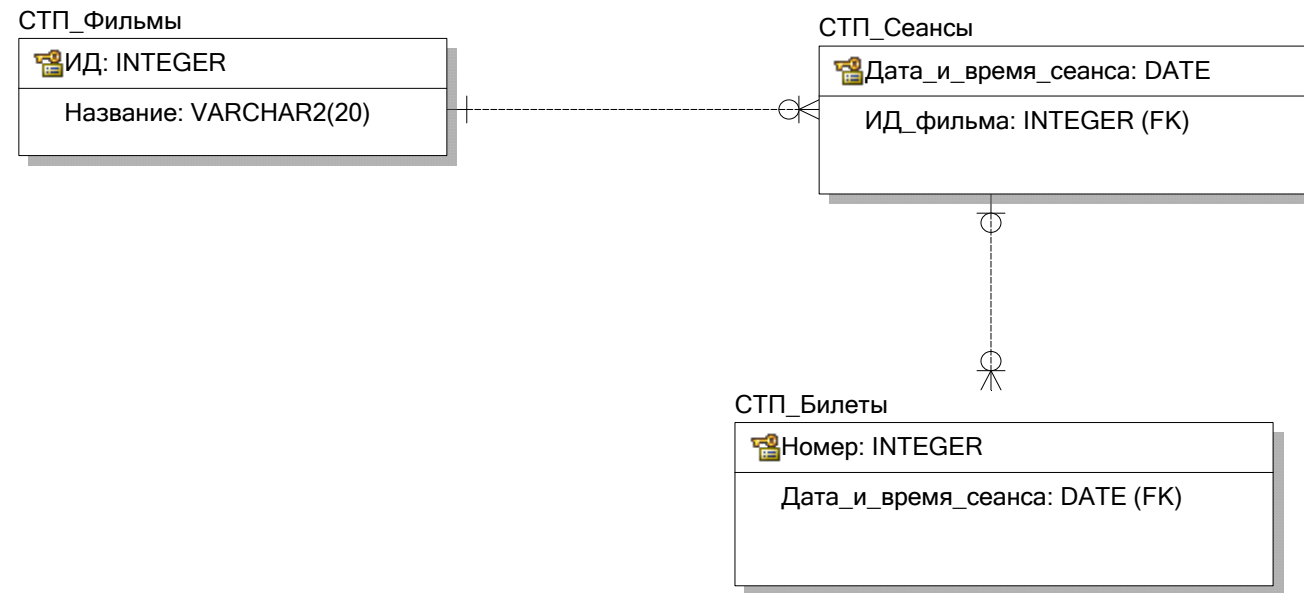 СТП_Фильмы
ИД: INTEGER
Название: VARCHAR2(20)
СТП_Сеансы
Дата_и_время_сеанса: DATE
ИД_фильма: INTEGER (FK)
СТП_Билеты
Номер: INTEGER
Дата_и_время_сеанса: DATE (FK)